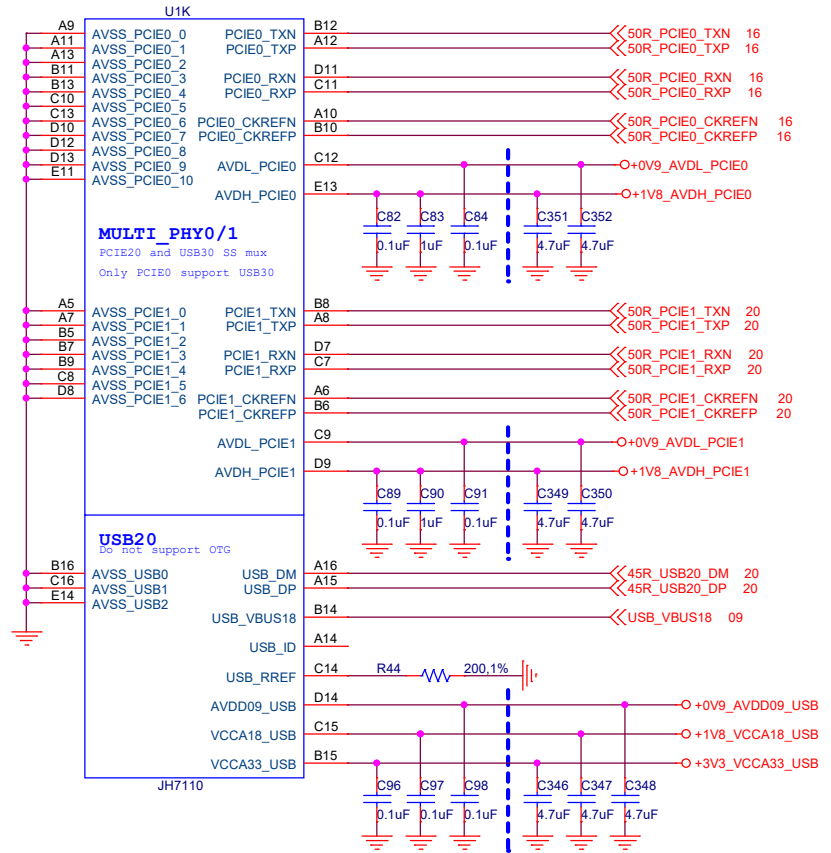 U1K
A9 AVSS_PCIE0_0 PCIE0_TXN B12 50R_PCIE0_TXN 16
A11 AVSS_PCIE0_1 PCIE0_TXP A12 50R_PCIE0_TXP 16
A13 AVSS_PCIE0_2
B11 AVSS_PCIE0_3 PCIE0_RXN D11 50R_PCIE0_RXN 16
B13 AVSS_PCIE0_4 PCIE0_RXP C11 50R_PCIE0_RXP 16
C10 AVSS_PCIE0_5
C13 AVSS_PCIE0_6 PCIE0_CKREFN A10 50R_PCIE0_CKREFN 16
D10 AVSS_PCIE0_7 PCIE0_CKREFP B10 50R_PCIE0_CKREFP 16
D12 AVSS_PCIE0_8
D13 AVSS_PCIE0_9 AVDL_PCIE0 C12 +0V9_AVDL_PCIE0
E11 AVSS_PCIE0_10
AVDH_PCIE0 E13 +1V8_AVDH_PCIE0
C82 C83 C84 C351 C352
0.1uF 1uF 0.1uF 4.7uF 4.7uF
MULTI_PHY0/1
PCIE20 and USB30 SS mux
Only PCIE0 support USB30
A5 AVSS_PCIE1_0 PCIE1_TXN B8 50R_PCIE1_TXN 20
A7 AVSS_PCIE1_1 PCIE1_TXP A8 50R_PCIE1_TXP 20
B5 AVSS_PCIE1_2
B7 AVSS_PCIE1_3 PCIE1_RXN D7 50R_PCIE1_RXN 20
B9 AVSS_PCIE1_4 PCIE1_RXP C7 50R_PCIE1_RXP 20
C8 AVSS_PCIE1_5
D8 AVSS_PCIE1_6 PCIE1_CKREFN A6 50R_PCIE1_CKREFN 20
PCIE1_CKREFP B6 50R_PCIE1_CKREFP 20
AVDL_PCIE1 C9 +0V9_AVDL_PCIE1
AVDH_PCIE1 D9 +1V8_AVDH_PCIE1
C89 C90 C91 C349 C350
0.1uF 1uF 0.1uF 4.7uF 4.7uF
USB20
Do not support OTG
B16 AVSS_USB0 USB_DM A16 45R_USB20_DM 20
C16 AVSS_USB1 USB_DP A15 45R_USB20_DP 20
E14 AVSS_USB2
USB_VBUS18 B14 USB_VBUS18 09
USB_ID A14
USB_RREF C14 R44 200,1%
AVDD09_USB D14 +0V9_AVDD09_USB
VCCA18_USB C15 +1V8_VCCA18_USB
VCCA33_USB B15 +3V3_VCCA33_USB
JH7110
C96 C97 C98 C346 C347 C348
0.1uF 0.1uF 0.1uF 4.7uF 4.7uF 4.7uF